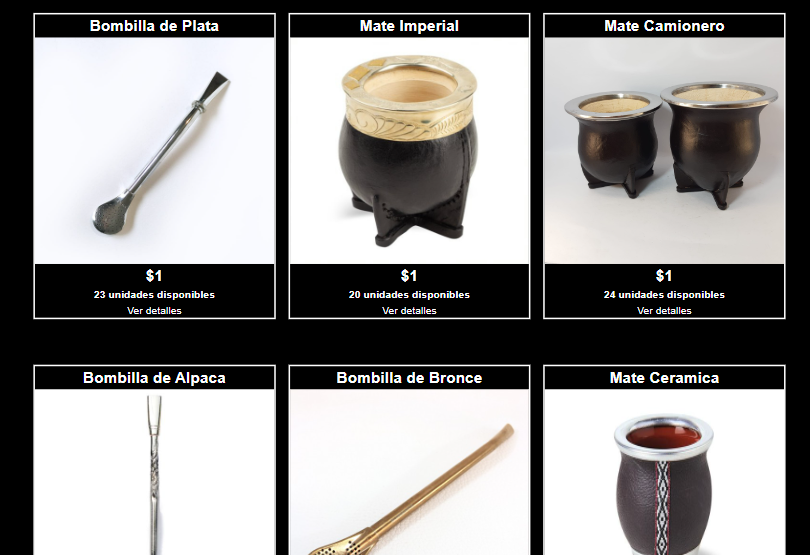 Bombilla de Plata
Mate Imperial
Mate Camionero
$1
23 unidades disponibles
Ver detalles
$1
20 unidades disponibles
Ver detalles
$1
24 unidades disponibles
Ver detalles
Bombilla de Alpaca
Bombilla de Bronce
Mate Ceramica